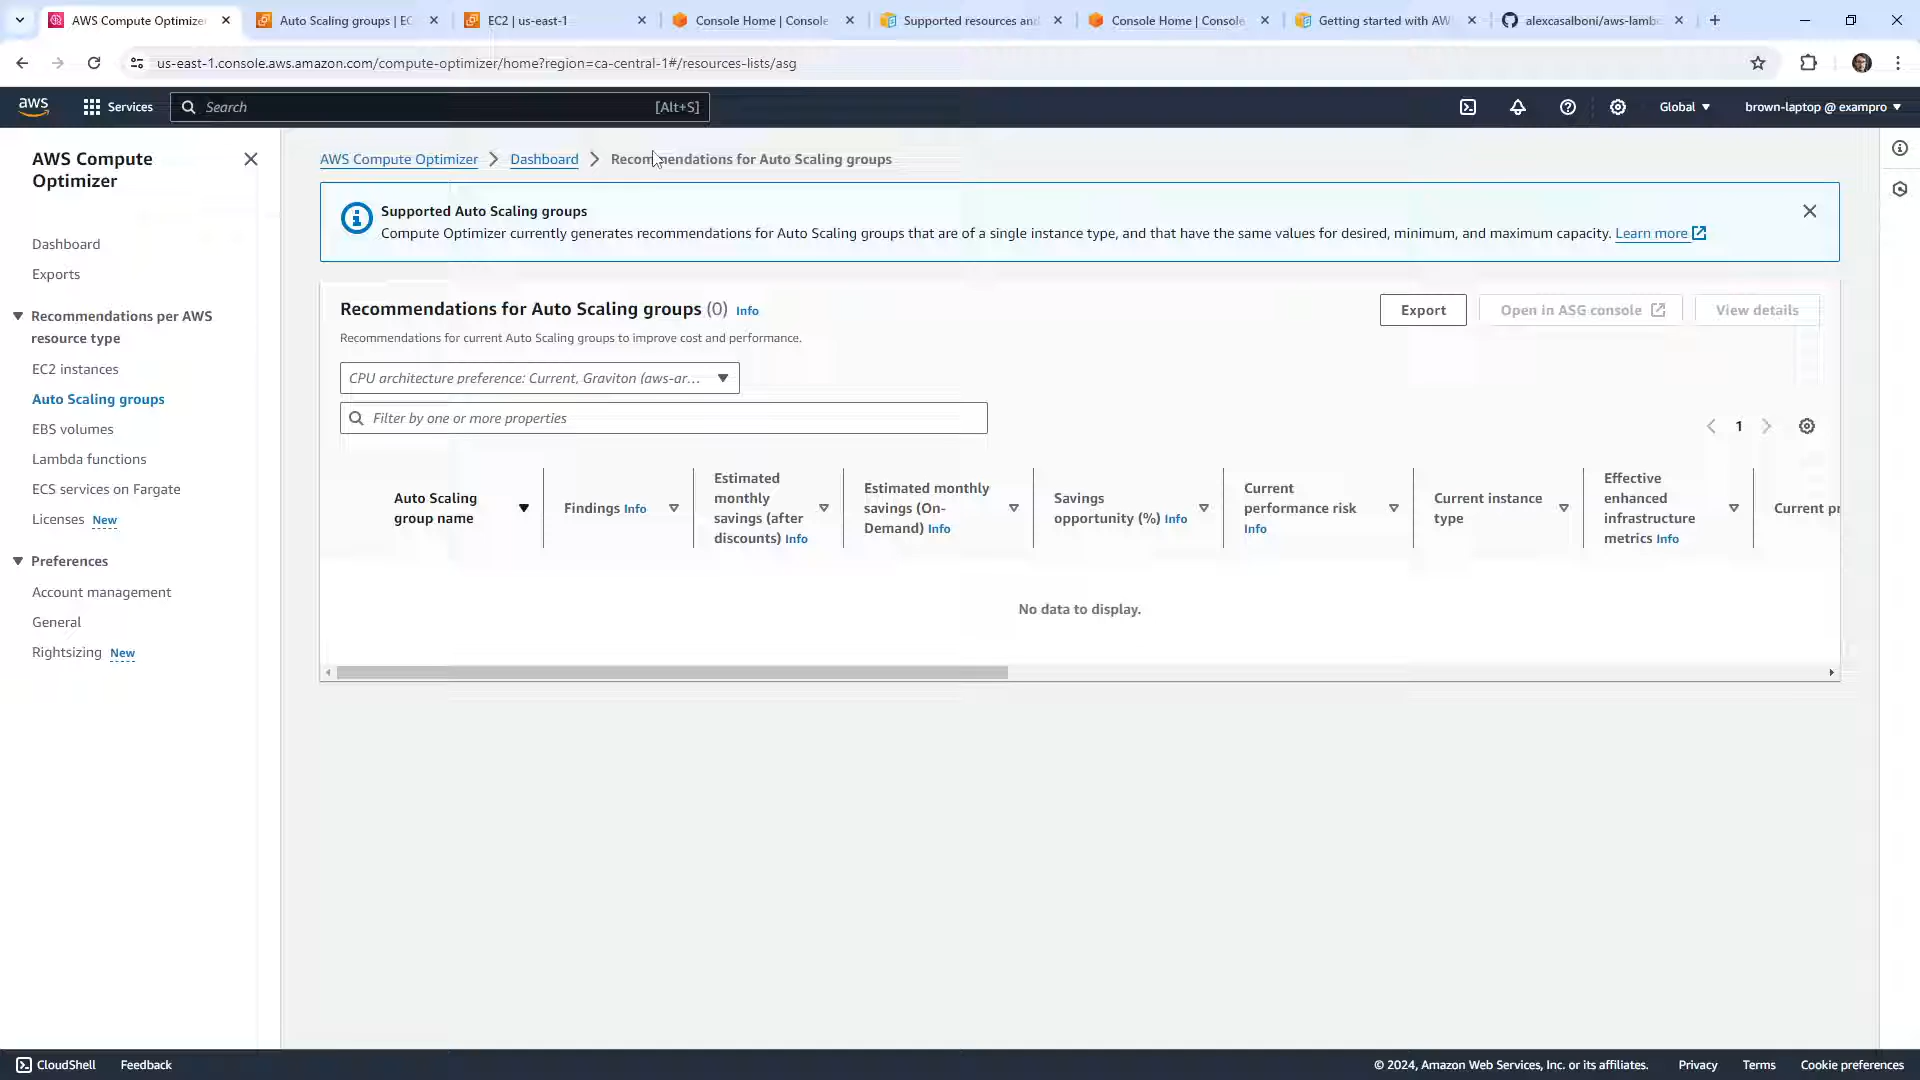 AWS Compute Optimizer
Auto Scaling groups | EC
EC2 | us-east-1
Console Home | Console
Supported resources and
Console Home | Console
Getting started with AW
alexcasalboni/aws-lamb
us-east-1.console.aws.amazon.com/compute-optimizer/home?region=ca-central-1#/resources-lists/asg
aws
Services
Search
[Alt+S]
Global
brown-laptop @ exampro
AWS Compute
Optimizer
Dashboard
Exports
Recommendations per AWS
resource type
EC2 instances
Auto Scaling groups
EBS volumes
Lambda functions
ECS services on Fargate
Licenses New
Preferences
Account management
General
Rightsizing New
AWS Compute Optimizer
Dashboard
Recommendations for Auto Scaling groups
Supported Auto Scaling groups
Compute Optimizer currently generates recommendations for Auto Scaling groups that are of a single instance type, and that have the same values for desired, minimum, and maximum capacity. Learn more
Recommendations for Auto Scaling groups (0) Info
Recommendations for current Auto Scaling groups to improve cost and performance.
Export
Open in ASG console
View details
CPU architecture preference: Current, Graviton (aws-ar...
Filter by one or more properties
1
Auto Scaling
group name
Findings Info
Estimated
monthly
savings (after
discounts) Info
Estimated monthly
savings (On-
Demand) Info
Savings
opportunity (%) Info
Current
performance risk
Info
Current instance
type
Effective
enhanced
infrastructure
metrics Info
Current pr
No data to display.
CloudShell
Feedback
© 2024, Amazon Web Services, Inc. or its affiliates.
Privacy
Terms
Cookie preferences